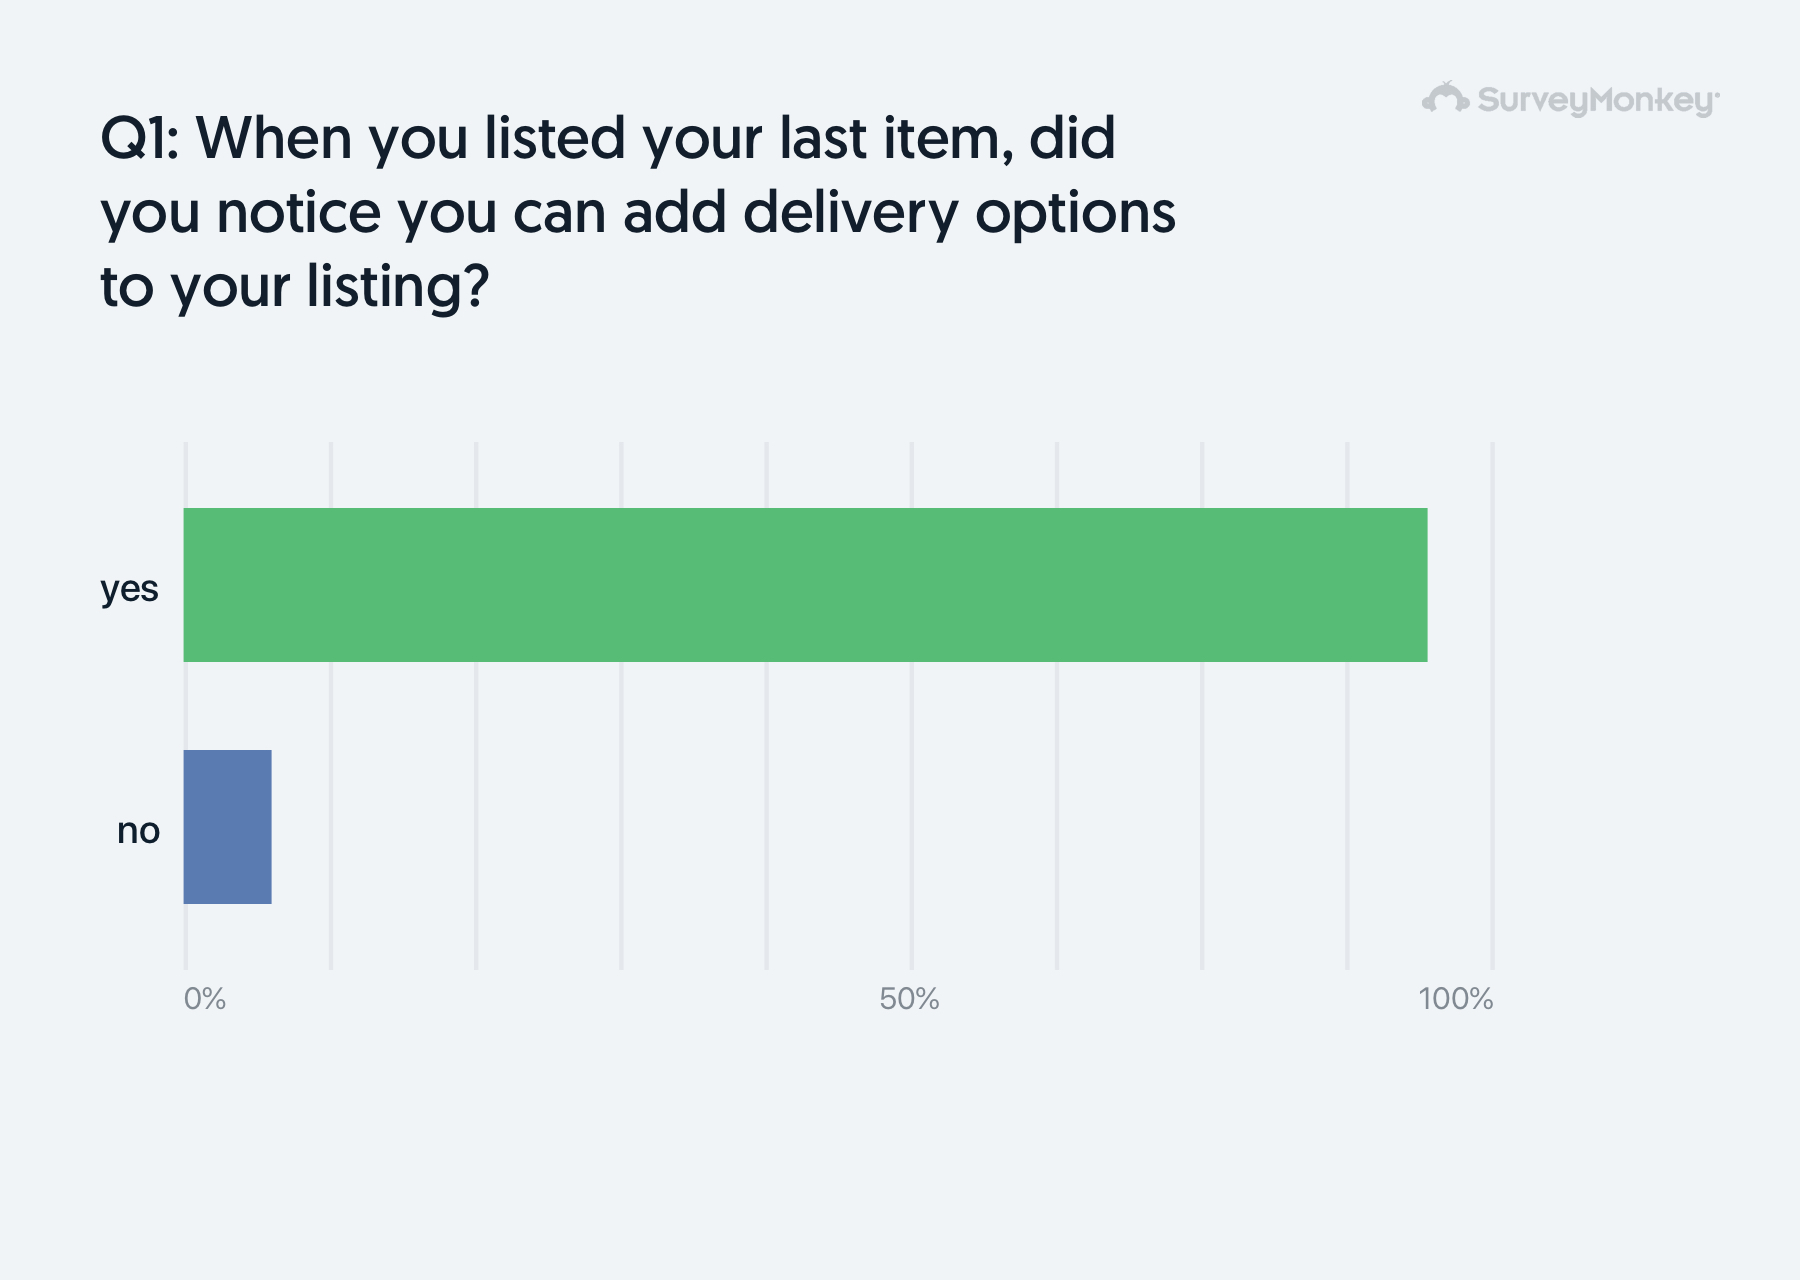 SurveyMonkey
Q1: When you listed your last item, did
you notice you can add delivery options
to your listing?
yes
no
0%
50%
100%